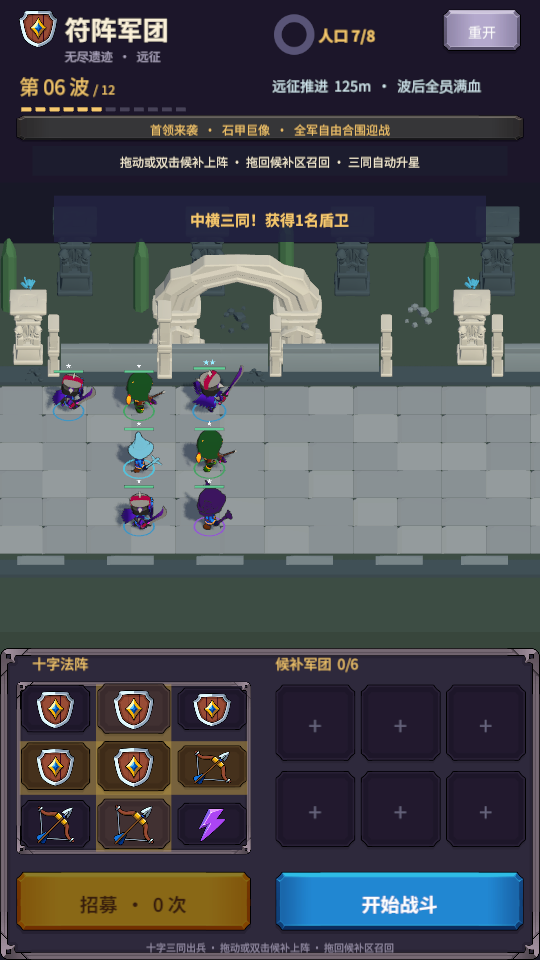 符阵军团
无尽遗迹 · 远征
人口 7/8
重开
第 06 波 / 12
远征推进 125m · 波后全员满血
首领来袭 · 石甲巨像 · 全军自由合围迎战
拖动或双击候补上阵 · 拖回候补区召回 · 三同自动升星
中横三同！获得1名盾卫
十字法阵
候补军团 0/6
招募 · 0 次
开始战斗
十字三同出兵 · 拖动或双击候补上阵 · 拖回候补区召回